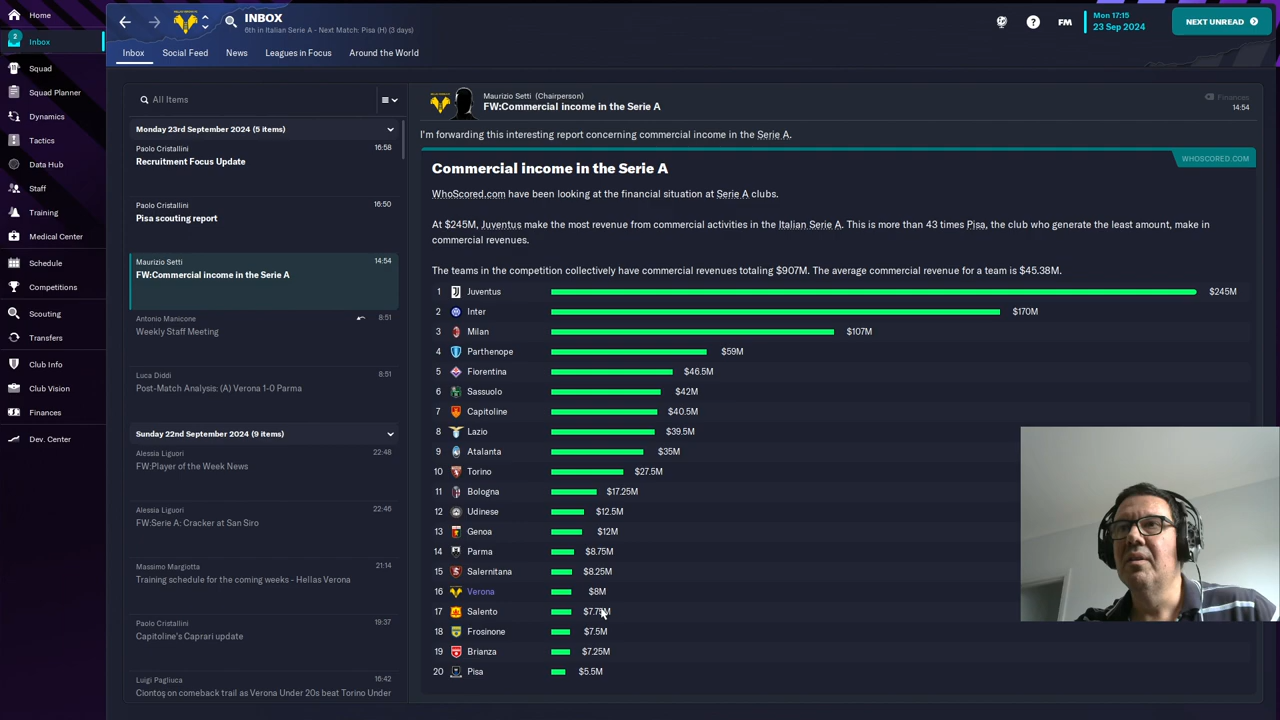 Home
2
Inbox
Squad
Squad Planner
Dynamics
Tactics
Data Hub
Staff
Training
Medical Center
Schedule
Competitions
Scouting
Transfers
Club Info
Club Vision
Finances
Dev. Center
INBOX
6th in Italian Serie A - Next Match: Pisa (H) (3 days)
FM
Mon 17:15
23 Sep 2024
NEXT UNREAD
Inbox Social Feed News Leagues in Focus Around the World
All Items
Monday 23rd September 2024 (5 items)
Paolo Cristallini 16:58
Recruitment Focus Update
Paolo Cristallini 16:50
Pisa scouting report
Maurizio Setti 14:54
FW:Commercial income in the Serie A
Antonio Manicone 8:51
Weekly Staff Meeting
Luca Diddi 8:51
Post-Match Analysis: (A) Verona 1-0 Parma
Sunday 22nd September 2024 (9 items)
Alessia Liguori 22:48
FW:Player of the Week News
Alessia Liguori 22:46
FW:Serie A: Cracker at San Siro
Massimo Margiotta 21:14
Training schedule for the coming weeks - Hellas Verona
Paolo Cristallini 19:37
Capitoline's Caprari update
Luigi Pagliuca 16:42
Ciontoș on comeback trail as Verona Under 20s beat Torino Under
Maurizio Setti (Chairperson)
FW:Commercial income in the Serie A
Finances
14:54
I'm forwarding this interesting report concerning commercial income in the Serie A.
WHOSCORED.COM
Commercial income in the Serie A
WhoScored.com have been looking at the financial situation at Serie A clubs.
At $245M, Juventus make the most revenue from commercial activities in the Italian Serie A. This is more than 43 times Pisa, the club who generate the least amount, make in
commercial revenues.
The teams in the competition collectively have commercial revenues totaling $907M. The average commercial revenue for a team is $45.38M.
1 Juventus $245M
2 Inter $170M
3 Milan $107M
4 Parthenope $59M
5 Fiorentina $46.5M
6 Sassuolo $42M
7 Capitoline $40.5M
8 Lazio $39.5M
9 Atalanta $35M
10 Torino $27.5M
11 Bologna $17.25M
12 Udinese $12.5M
13 Genoa $12M
14 Parma $8.75M
15 Salernitana $8.25M
16 Verona $8M
17 Salento $7.75M
18 Frosinone $7.5M
19 Brianza $7.25M
20 Pisa $5.5M